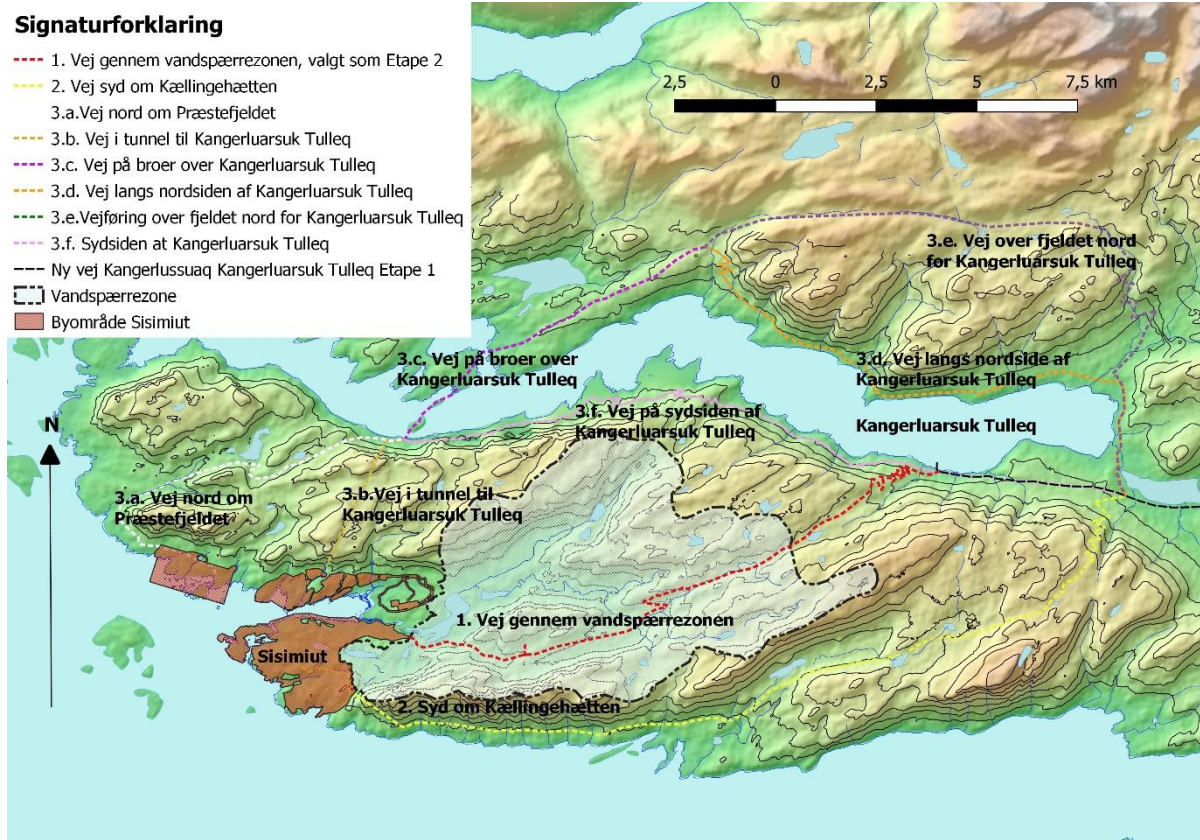 Signaturforklaring
1. Vej gennem vandspærrezonen, valgt som Etape 2
2. Vej syd om Kællingehætten
3.a.Vej nord om Præstefjeldet
3.b. Vej i tunnel til Kangerluarsuk Tulleq
3.c. Vej på broer over Kangerluarsuk Tulleq
3.d. Vej langs nordsiden af Kangerluarsuk Tulleq
3.e.Vejføring over fjeldet nord for Kangerluarsuk Tulleq
3.f. Sydsiden at Kangerluarsuk Tulleq
Ny vej Kangerlussuaq Kangerluarsuk Tulleq Etape 1
Vandspærrezone
Byområde Sisimiut
2,5 0 2,5 5 7,5 km
3.e. Vej over fjeldet nord
for Kangerluarsuk Tulleq
3.c. Vej på broer over
Kangerluarsuk Tulleq
3.d. Vej langs nordside af
Kangerluarsuk Tulleq
3.f. Vej på sydsiden af
Kangerluarsuk Tulleq
Kangerluarsuk Tulleq
N
3.a. Vej nord om
Præstefjeldet
3.b.Vej i tunnel til
Kangerluarsuk Tulleq
1. Vej gennem vandspærrezonen
Sisimiut
2. Syd om Kællingehætten